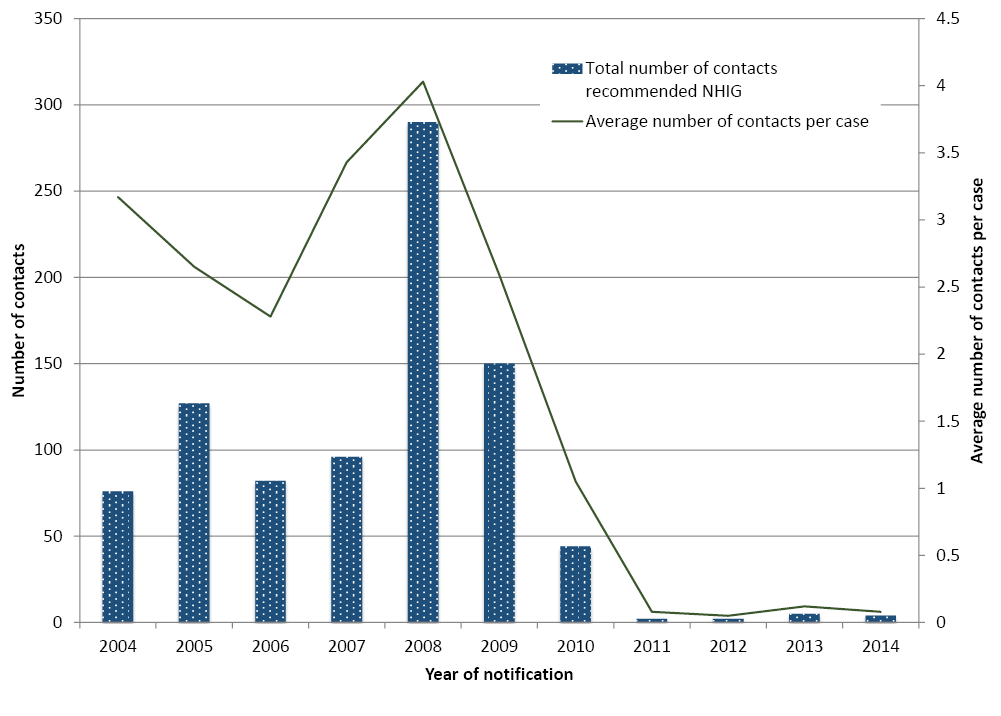 350
300
250
200
150
100
50
0
Number of contacts
4.5
4
3.5
3
2.5
2
1.5
1
0.5
0
Average number of contacts per case
Total number of contacts
recommended NHIG
Average number of contacts per case
2004 2005 2006 2007 2008 2009 2010 2011 2012 2013 2014
Year of notification